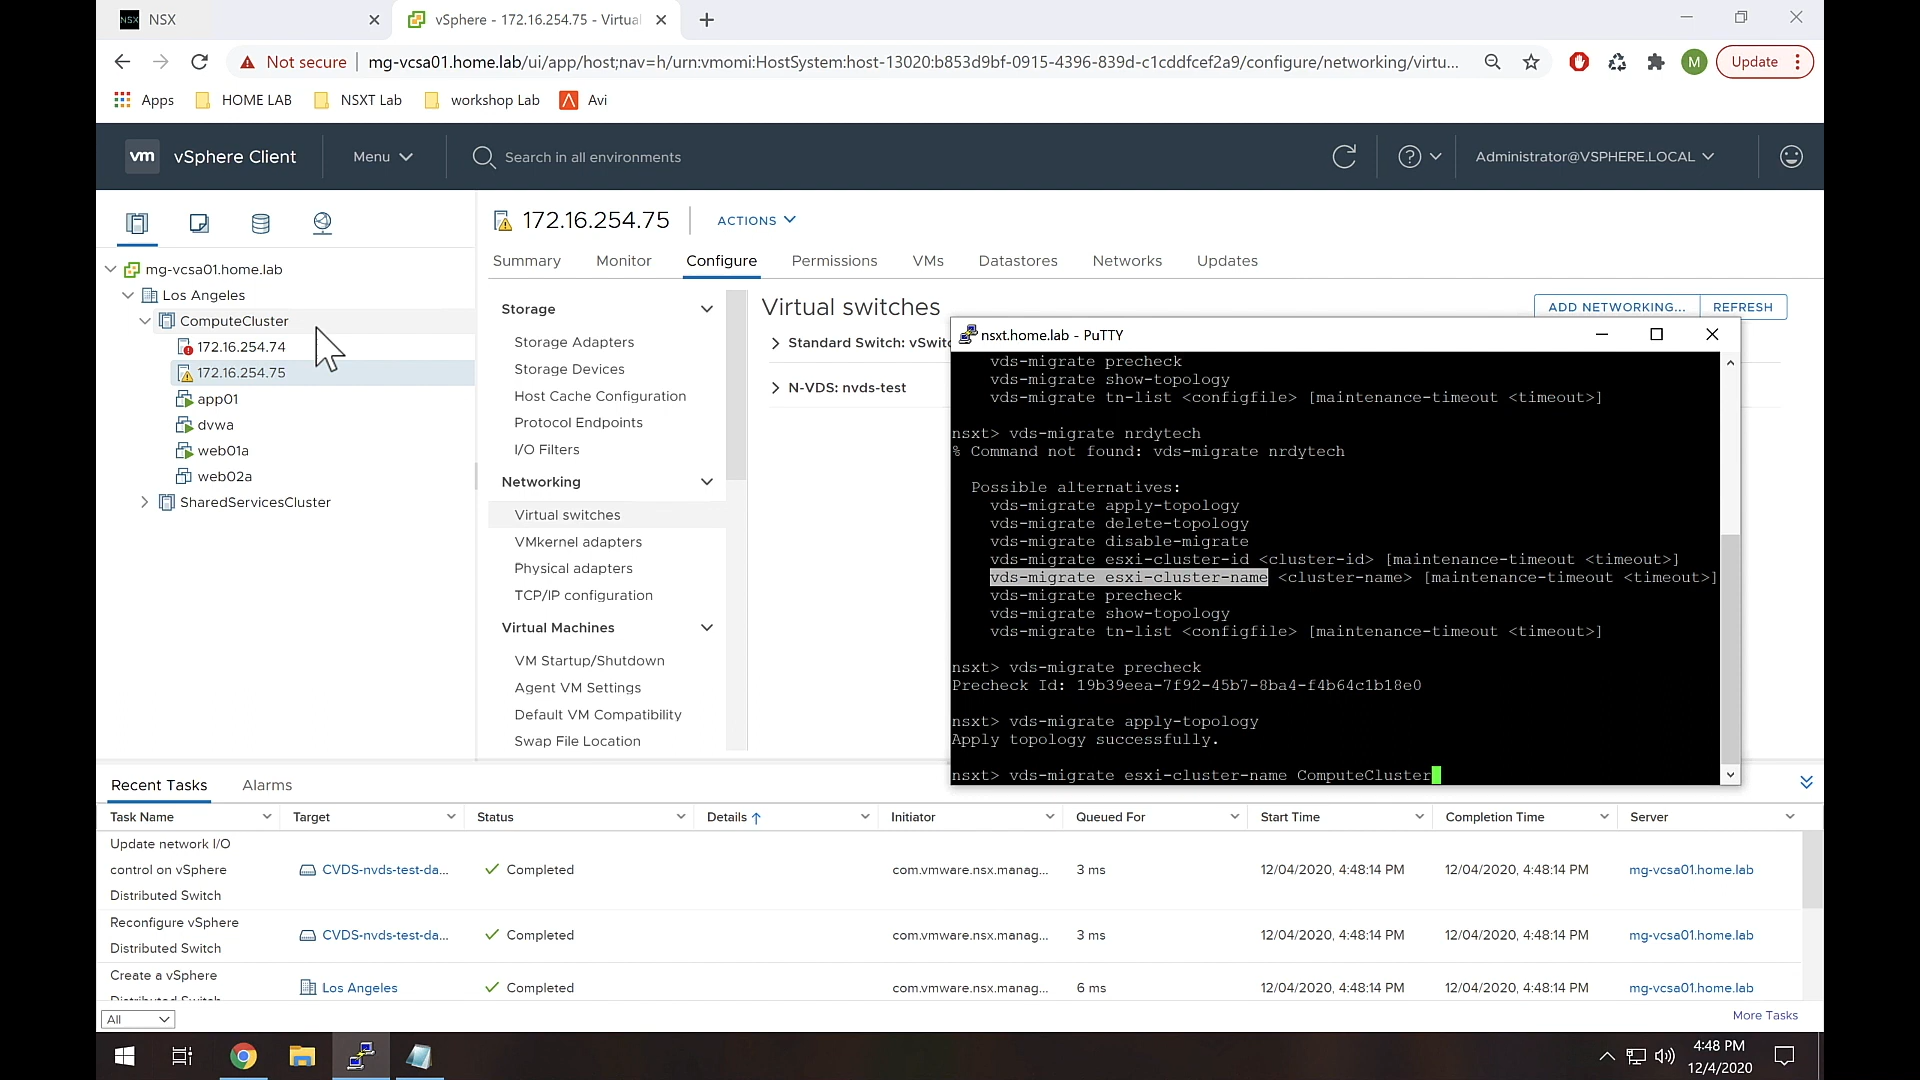 NSX
NSX
vSphere - 172.16.254.75 - Virtua
Not secure
mg-vcsa01.home.lab/ui/app/host;nav=h/urn:vmomi:HostSystem:host-13020:b853d9bf-0915-4396-839d-c1cddfcef2a9/configure/networking/virtu...
M
Update
Apps
HOME LAB
NSXT Lab
workshop Lab
Avi
vm
vSphere Client
Menu
Search in all environments
Administrator@VSPHERE.LOCAL
mg-vcsa01.home.lab
Los Angeles
ComputeCluster
172.16.254.74
172.16.254.75
app01
dvwa
web01a
web02a
SharedServicesCluster
172.16.254.75
ACTIONS
Summary
Monitor
Configure
Permissions
VMs
Datastores
Networks
Updates
Storage
Storage Adapters
Storage Devices
Host Cache Configuration
Protocol Endpoints
I/O Filters
Networking
Virtual switches
VMkernel adapters
Physical adapters
TCP/IP configuration
Virtual Machines
VM Startup/Shutdown
Agent VM Settings
Default VM Compatibility
Swap File Location
Virtual switches
ADD NETWORKING...
REFRESH
Standard Switch: vSwitc
N-VDS: nvds-test
nsxt.home.lab - PuTTY
vds-migrate precheck
vds-migrate show-topology
vds-migrate tn-list <configfile> [maintenance-timeout <timeout>]
nsxt> vds-migrate nrdytech
% Command not found: vds-migrate nrdytech
Possible alternatives:
vds-migrate apply-topology
vds-migrate delete-topology
vds-migrate disable-migrate
vds-migrate esxi-cluster-id <cluster-id> [maintenance-timeout <timeout>]
vds-migrate esxi-cluster-name <cluster-name> [maintenance-timeout <timeout>]
vds-migrate precheck
vds-migrate show-topology
vds-migrate tn-list <configfile> [maintenance-timeout <timeout>]
nsxt> vds-migrate precheck
Precheck Id: 19b39eea-7f92-45b7-8ba4-f4b64c1b18e0
nsxt> vds-migrate apply-topology
Apply topology successfully.
nsxt> vds-migrate esxi-cluster-name ComputeCluster
Recent Tasks
Alarms
Task Name
Target
Status
Details
Initiator
Queued For
Start Time
Completion Time
Server
Update network I/O
control on vSphere
Distributed Switch
CVDS-nvds-test-da...
Completed
com.vmware.nsx.manag...
3 ms
12/04/2020, 4:48:14 PM
12/04/2020, 4:48:14 PM
mg-vcsa01.home.lab
Reconfigure vSphere
Distributed Switch
CVDS-nvds-test-da...
Completed
com.vmware.nsx.manag...
3 ms
12/04/2020, 4:48:14 PM
12/04/2020, 4:48:14 PM
mg-vcsa01.home.lab
Create a vSphere
Distributed Switch
Los Angeles
Completed
com.vmware.nsx.manag...
6 ms
12/04/2020, 4:48:14 PM
12/04/2020, 4:48:14 PM
mg-vcsa01.home.lab
All
More Tasks
4:48 PM
12/4/2020